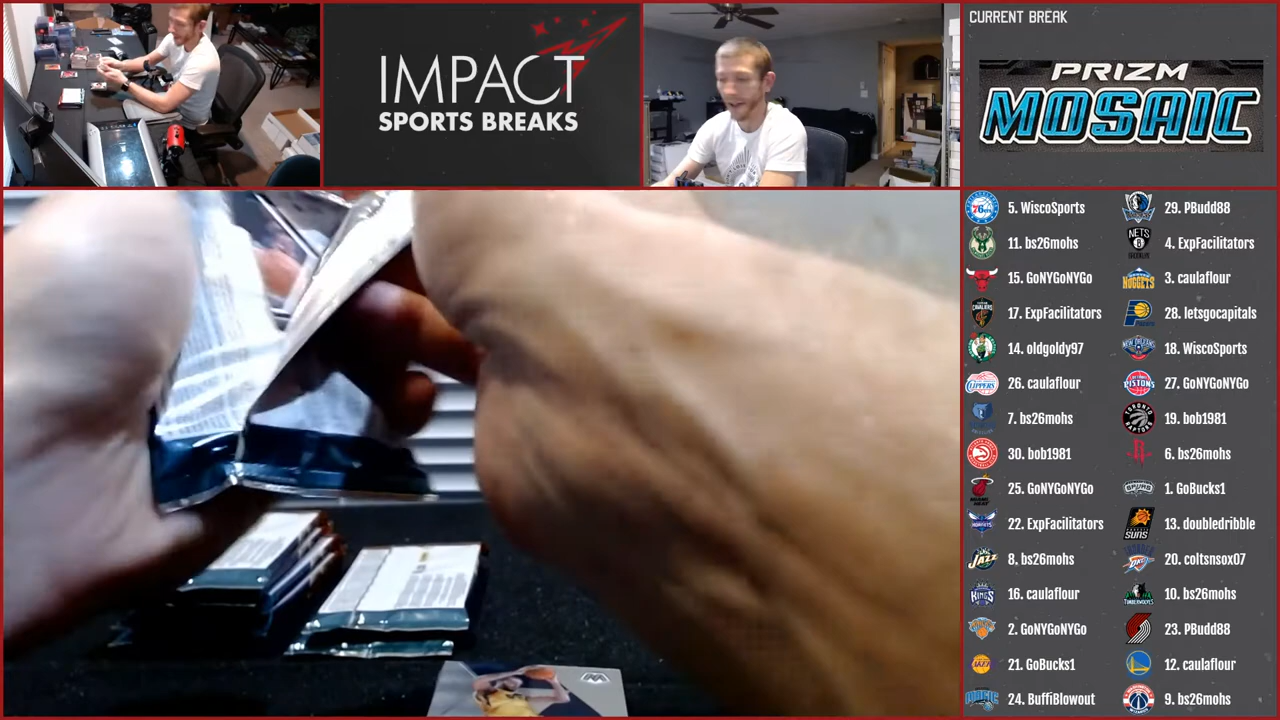 IMPACT
SPORTS BREAKS
CURRENT BREAK
PRIZM
MOSAIC
5. WiscoSports
11. bs26mohs
15. GoNYGoNYGo
17. ExpFacilitators
14. oldgoldy97
26. caulaflour
7. bs26mohs
30. bob1981
25. GoNYGoNYGo
22. ExpFacilitators
8. bs26mohs
16. caulaflour
2. GoNYGoNYGo
21. GoBucks1
24. BuffiBlowout
29. PBudd88
4. ExpFacilitators
3. caulaflour
28. letsgocapitals
18. WiscoSports
27. GoNYGoNYGo
19. bob1981
6. bs26mohs
1. GoBucks1
13. doubledribble
20. coltsnsox07
10. bs26mohs
23. PBudd88
12. caulaflour
9. bs26mohs